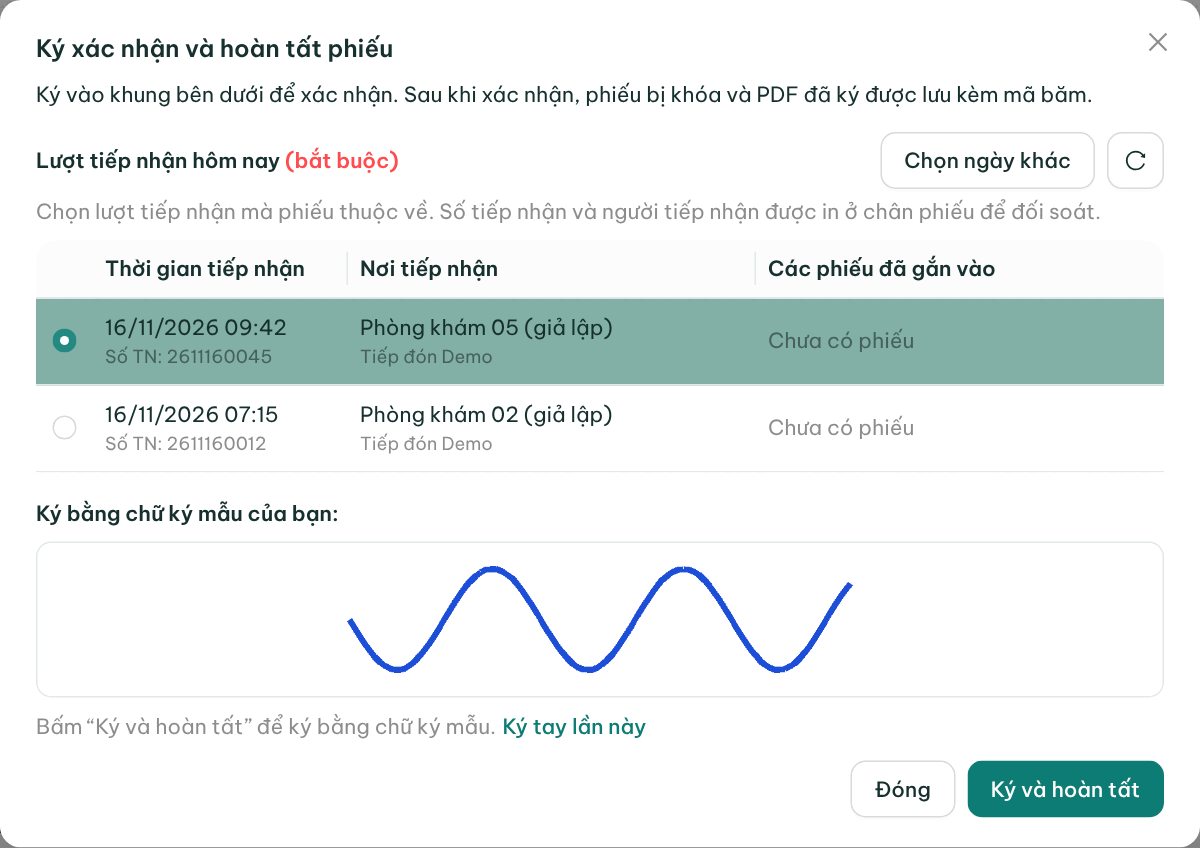 Ký xác nhận và hoàn tất phiếu
Ký vào khung bên dưới để xác nhận. Sau khi xác nhận, phiếu bị khóa và PDF đã ký được lưu kèm mã băm.
Lượt tiếp nhận hôm nay (bắt buộc)
Chọn ngày khác
Chọn lượt tiếp nhận mà phiếu thuộc về. Số tiếp nhận và người tiếp nhận được in ở chân phiếu để đối soát.
Thời gian tiếp nhận Nơi tiếp nhận Các phiếu đã gắn vào
16/11/2026 09:42 Phòng khám 05 (giả lập)
Số TN: 2611160045 Tiếp đón Demo
Chưa có phiếu
16/11/2026 07:15 Phòng khám 02 (giả lập)
Số TN: 2611160012 Tiếp đón Demo
Chưa có phiếu
Ký bằng chữ ký mẫu của bạn:
Bấm “Ký và hoàn tất” để ký bằng chữ ký mẫu. Ký tay lần này
Đóng
Ký và hoàn tất